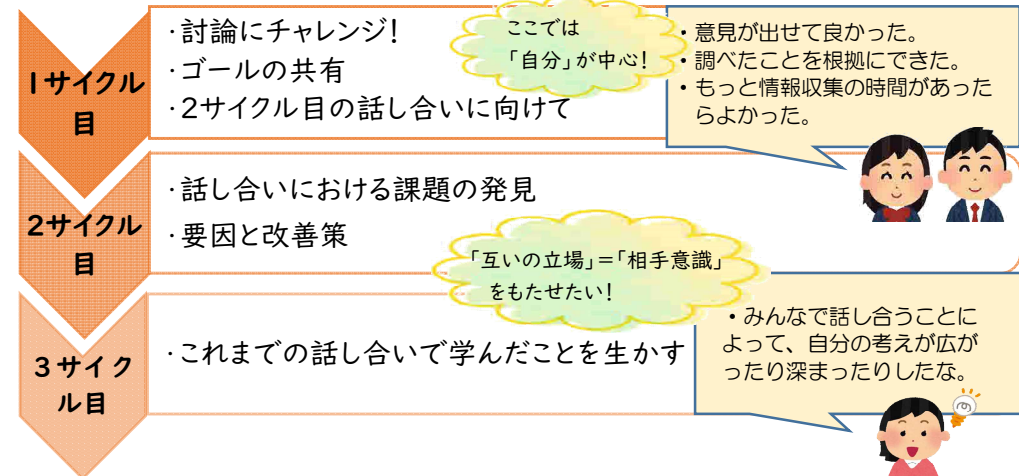 1サイクル
目
・討論にチャレンジ！
・ゴールの共有
・2サイクル目の話し合いに向けて
ここでは
「自分」が中心！
・意見が出せて良かった。
・調べたことを根拠にできた。
・もっと情報収集の時間があった
らよかった。
2サイクル
目
・話し合いにおける課題の発見
・要因と改善策
「互いの立場」＝「相手意識」
をもたせたい！
3サイク
ル目
・これまでの話し合いで学んだことを生かす
・みんなで話し合うことに
よって、自分の考えが広が
ったり深まったりしたな。